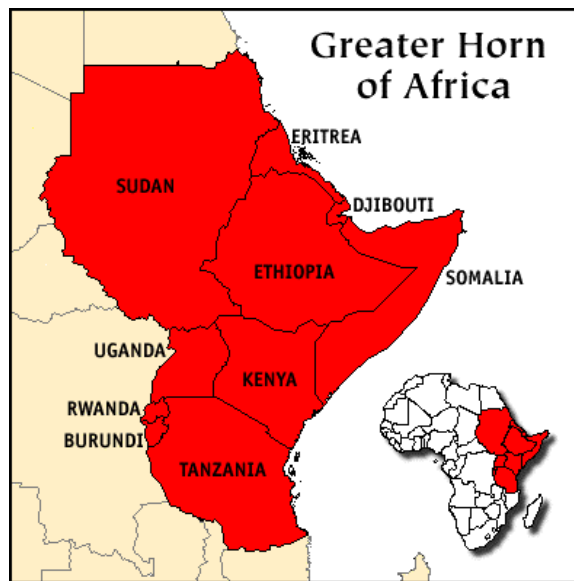 Greater Horn
of Africa
ERITREA
SUDAN
DJIBOUTI
ETHIOPIA
SOMALIA
UGANDA
KENYA
RWANDA
BURUNDI
TANZANIA